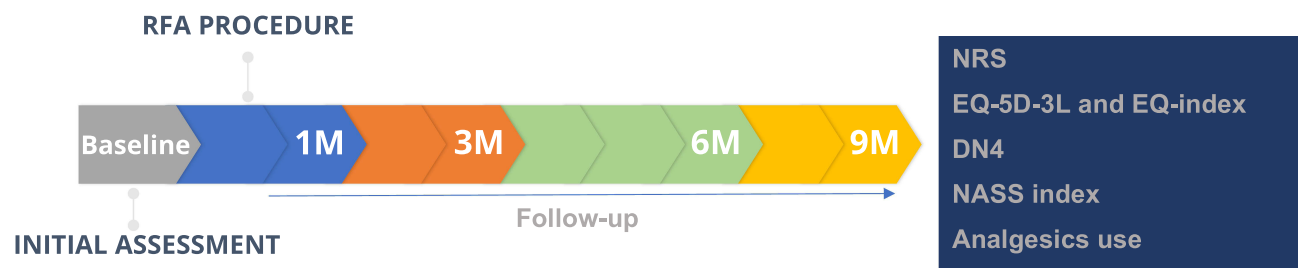 RFA PROCEDURE
Baseline
1M
3M
6M
9M
Follow-up
INITIAL ASSESSMENT
NRS
EQ-5D-3L and EQ-index
DN4
NASS index
Analgesics use